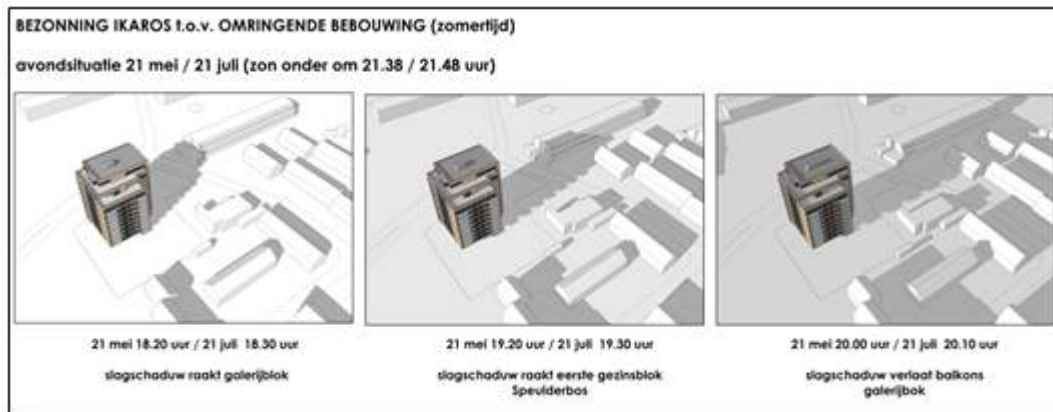 BEZONNING IKAROS t.o.v. OMRINGENDE BEBOUWING (zomertijd)
avondsituatie 21 mei / 21 juli (zon onder om 21.38 / 21.48 uur)
21 mei 18.20 uur / 21 juli 18.30 uur
slagschaduw raakt galerijblok
21 mei 19.20 uur / 21 juli 19.30 uur
slagschaduw raakt eerste gezinsblok
Speulderbos
21 mei 20.00 uur / 21 juli 20.10 uur
slagschaduw verlaat balkons
galerijbok